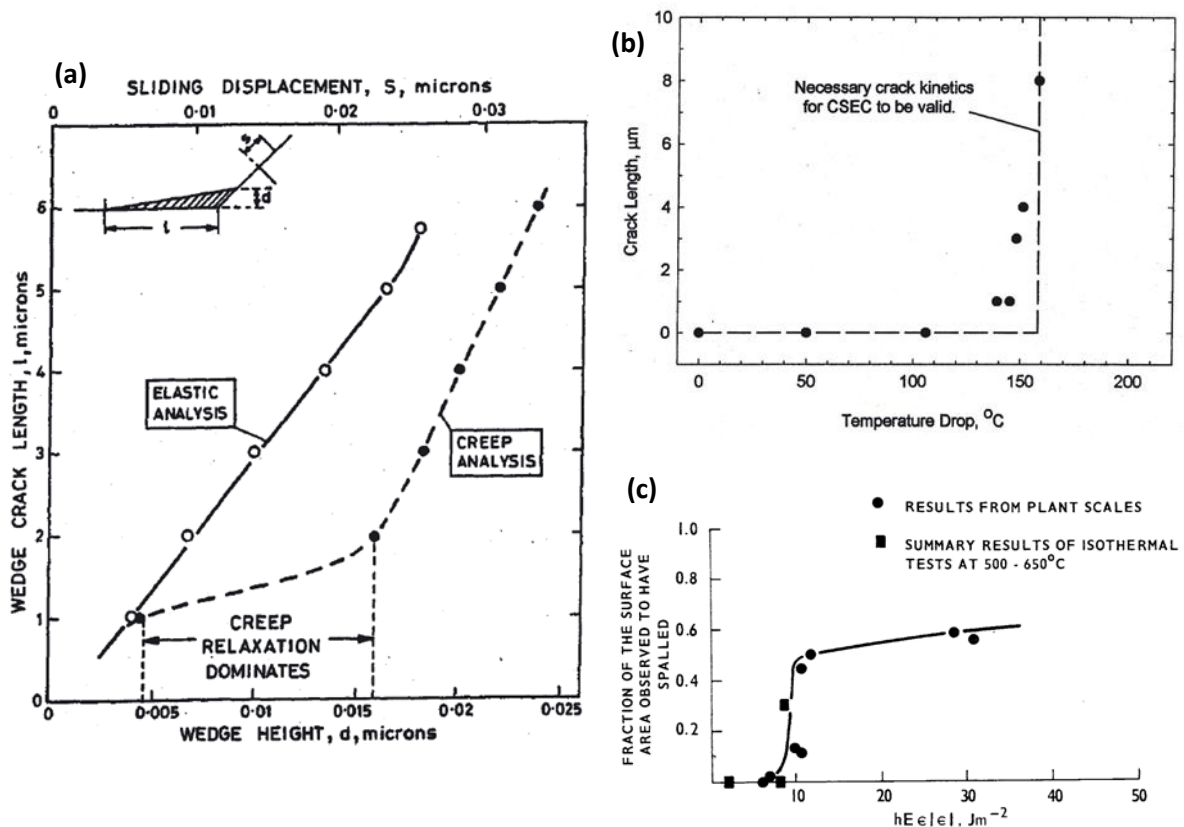 (a)
SLIDING DISPLACEMENT, S, microns
0 0·01 0·02 0·03
WEDGE CRACK LENGTH, l, microns
6
5
4
3
2
1
0
S
d
l
ELASTIC
ANALYSIS
CREEP
ANALYSIS
CREEP
RELAXATION
DOMINATES
0 0·005 0·01 0·015 0·02 0·025
WEDGE HEIGHT, d, microns
(b)
Crack Length, μm
10
8
6
4
2
0
Necessary crack kinetics
for CSEC to be valid.
0 50 100 150 200
Temperature Drop, °C
(c)
FRACTION OF THE SURFACE
AREA OBSERVED TO HAVE
SPALLED
1.0
0.8
0.6
0.4
0.2
RESULTS FROM PLANT SCALES
SUMMARY RESULTS OF ISOTHERMAL
TESTS AT 500 - 650°C
10 20 30 40 50
hEϵ|ϵ|, Jm⁻²